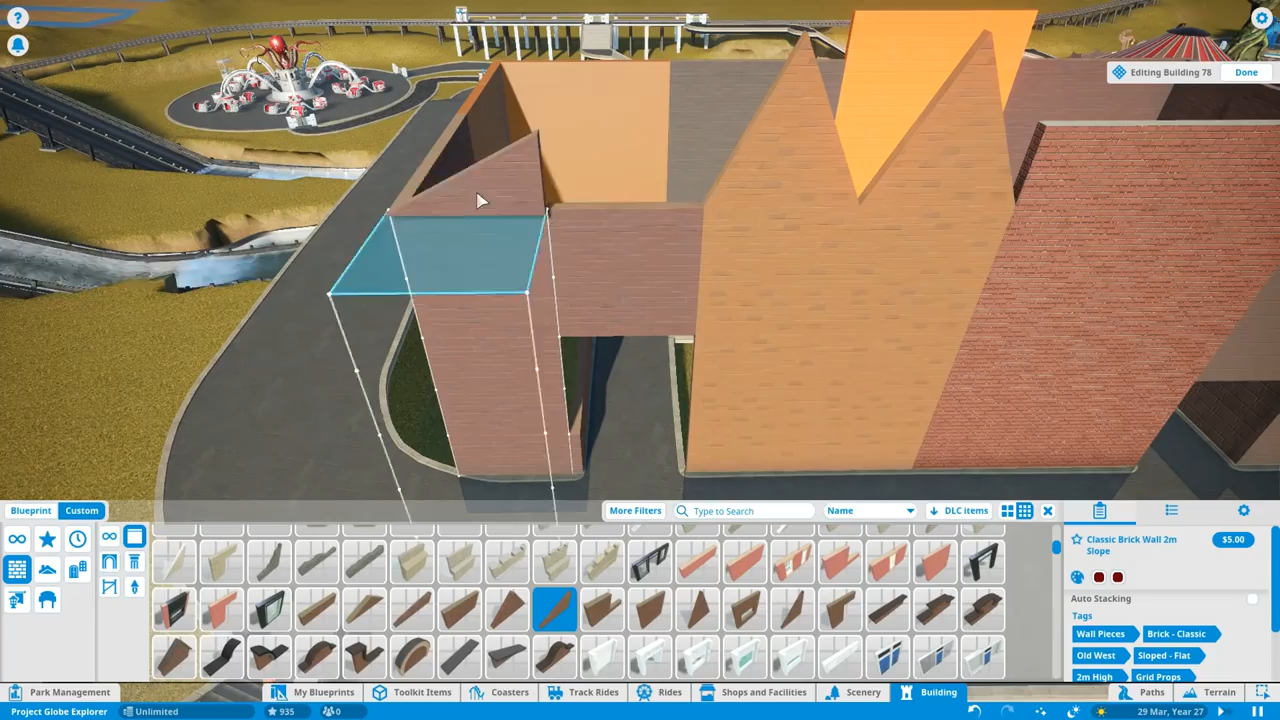 ?
Editing Building 78 Done
Blueprint Custom More Filters Type to Search Name DLC items
Classic Brick Wall 2m Slope $5.00
Auto Stacking
Tags
Wall Pieces Brick - Classic
Old West Sloped - Flat
2m High Grid Props
Park Management My Blueprints Toolkit Items Coasters Track Rides Rides Shops and Facilities Scenery Building Paths Terrain
Project Globe Explorer Unlimited 935 0 29 Mar, Year 27